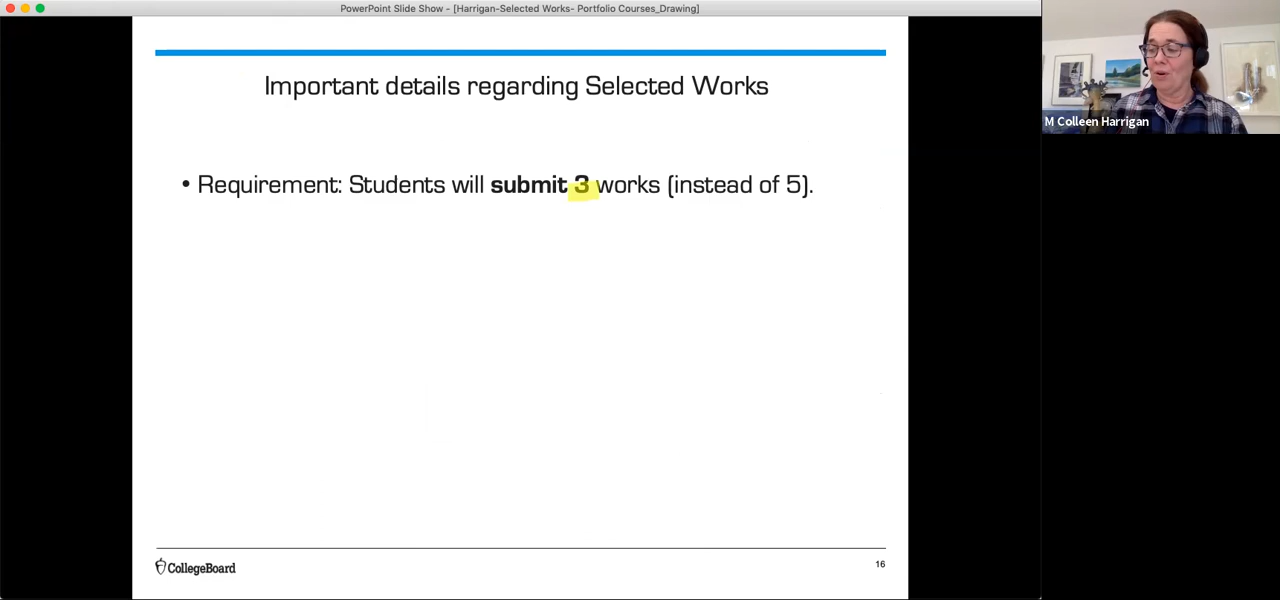 PowerPoint Slide Show - [Harrigan-Selected Works- Portfolio Courses_Drawing]
Important details regarding Selected Works
• Requirement: Students will submit 3 works (instead of 5).
M Colleen Harrigan
CollegeBoard
16